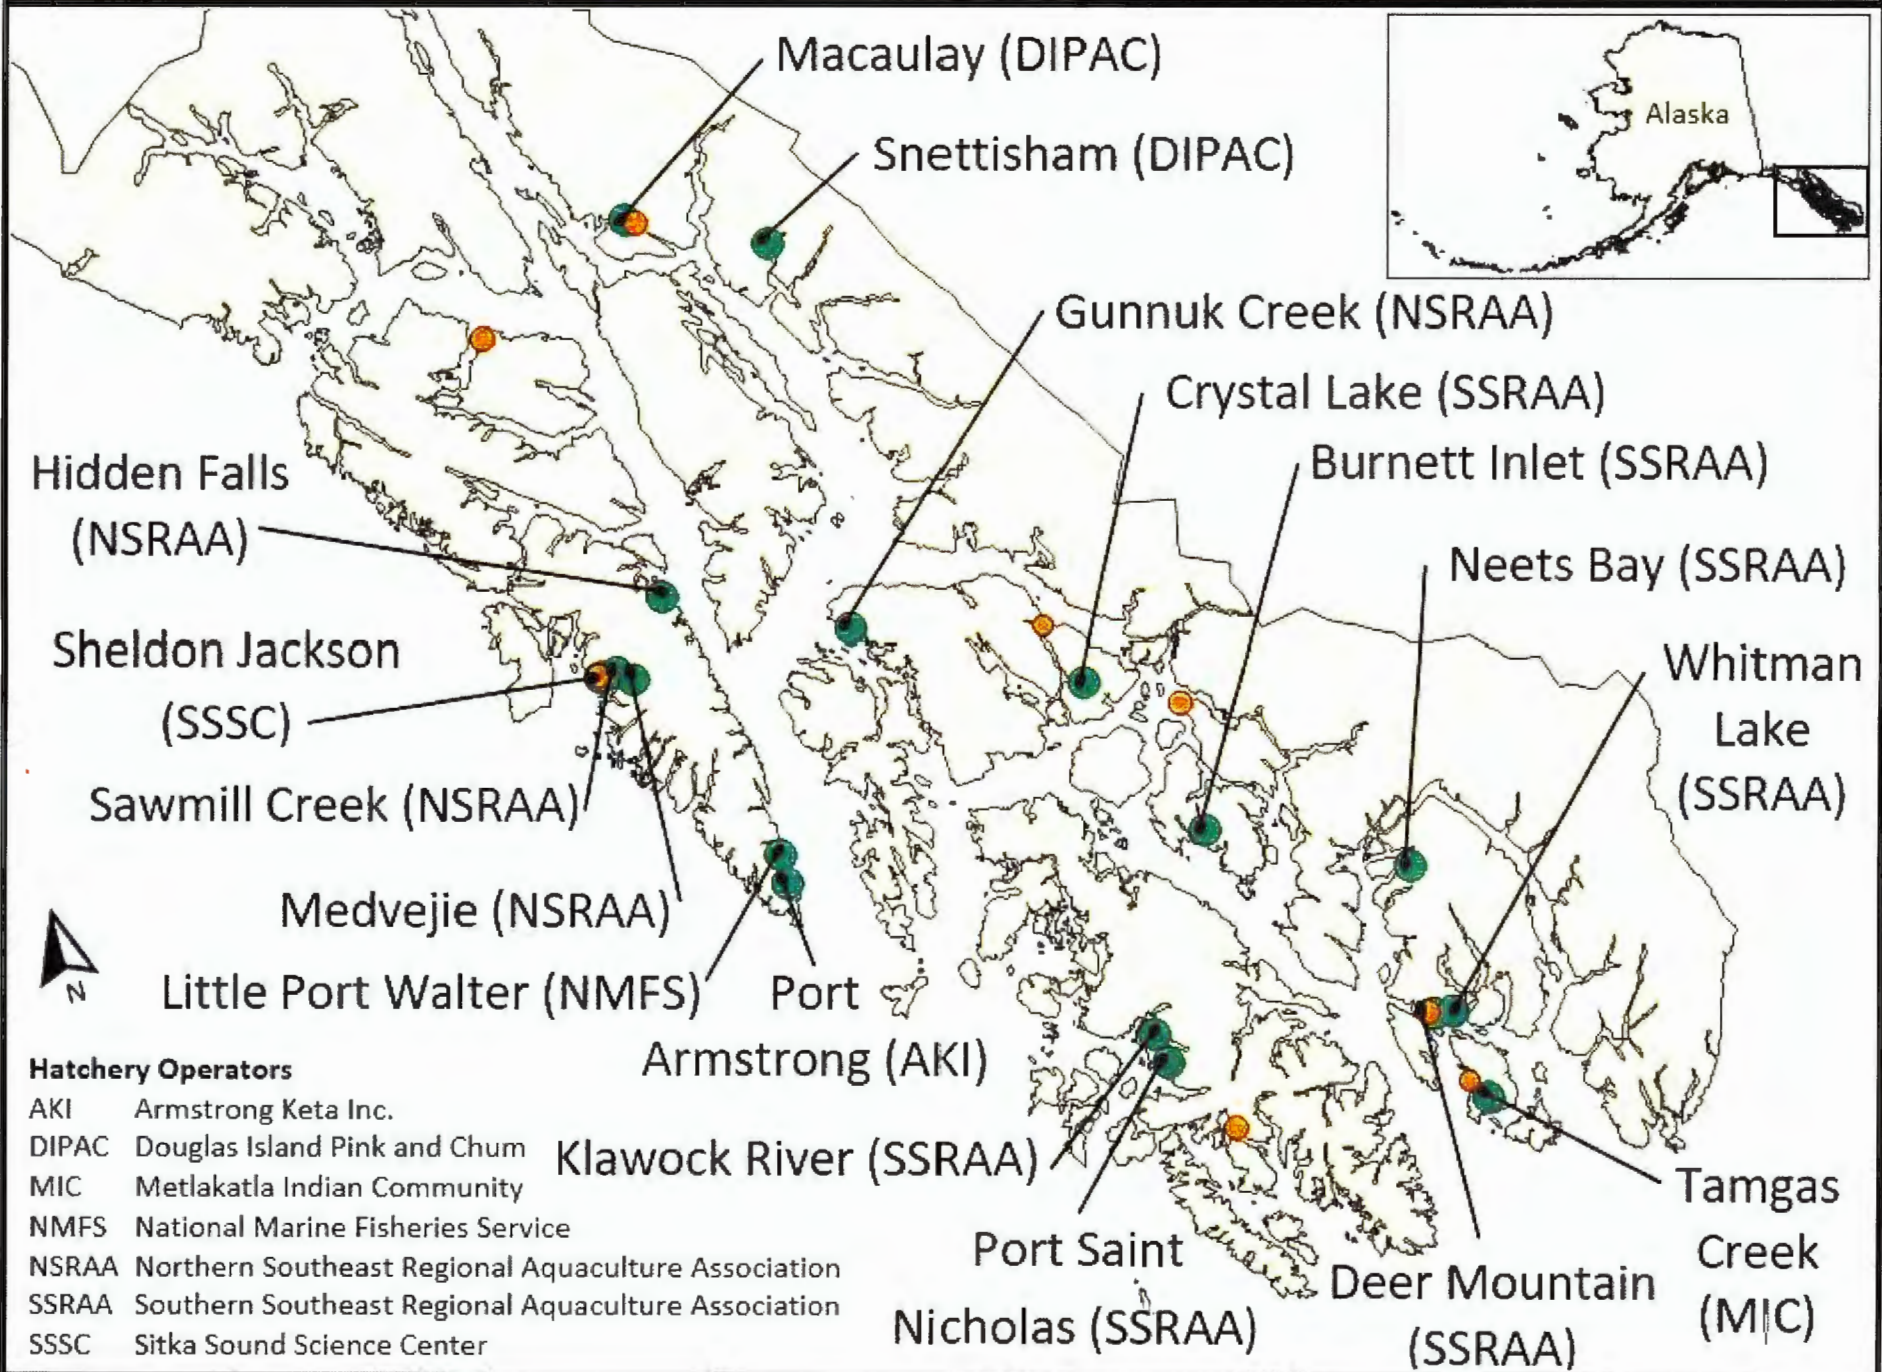 Macaulay (DIPAC)
Alaska
Snettisham (DIPAC)
Gunnuk Creek (NSRAA)
Crystal Lake (SSRAA)
Burnett Inlet (SSRAA)
Hidden Falls
(NSRAA)
Neets Bay (SSRAA)
Sheldon Jackson
(SSSC)
Whitman
Lake
(SSRAA)
Sawmill Creek (NSRAA)
Medvejie (NSRAA)
Little Port Walter (NMFS)
Port
Armstrong (AKI)
N
Klawock River (SSRAA)
Port Saint
Nicholas (SSRAA)
Deer Mountain
(SSRAA)
Tamgas
Creek
(MIC)
Hatchery Operators
AKI Armstrong Keta Inc.
DIPAC Douglas Island Pink and Chum
MIC Metlakatla Indian Community
NMFS National Marine Fisheries Service
NSRAA Northern Southeast Regional Aquaculture Association
SSRAA Southern Southeast Regional Aquaculture Association
SSSC Sitka Sound Science Center